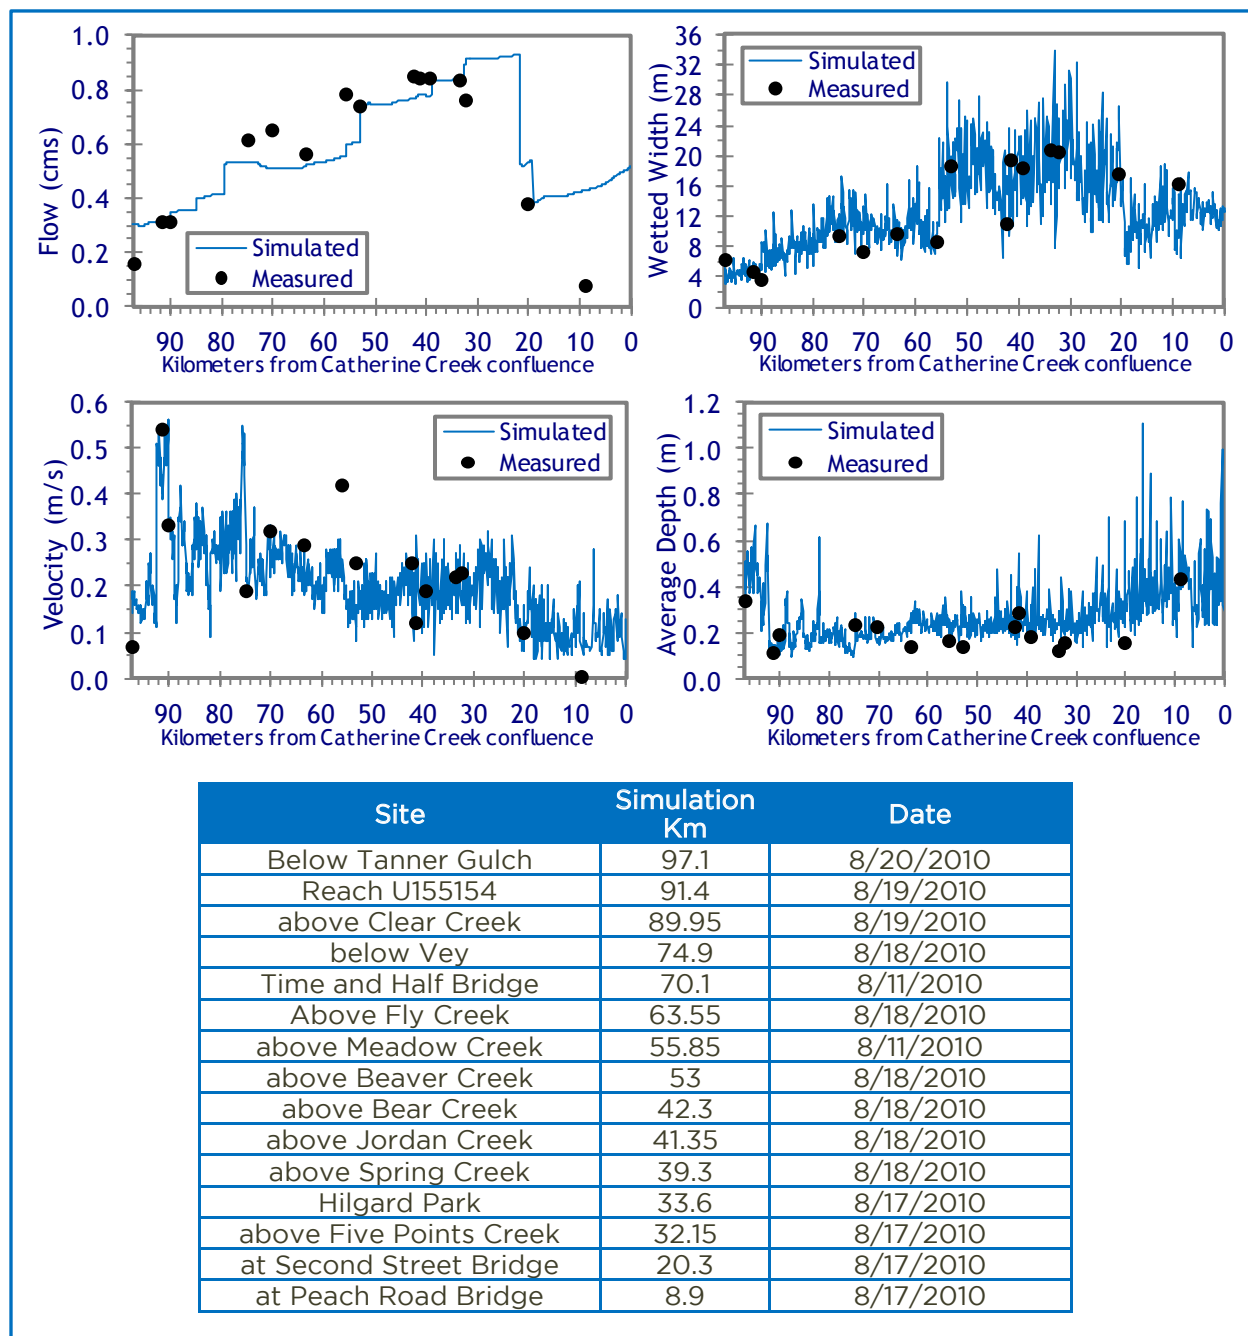 1.0
0.8
0.6
0.4
0.2
0.0
Flow (cms)
Simulated
Measured
90 80 70 60 50 40 30 20 10 0
Kilometers from Catherine Creek confluence
36
32
28
24
20
16
12
8
4
0
Wetted Width (m)
Simulated
Measured
90 80 70 60 50 40 30 20 10 0
Kilometers from Catherine Creek confluence
0.6
0.5
0.4
0.3
0.2
0.1
0.0
Velocity (m/s)
Simulated
Measured
90 80 70 60 50 40 30 20 10 0
Kilometers from Catherine Creek confluence
1.2
1.0
0.8
0.6
0.4
0.2
0.0
Average Depth (m)
Simulated
Measured
90 80 70 60 50 40 30 20 10 0
Kilometers from Catherine Creek confluence
Site Simulation Km Date
Below Tanner Gulch 97.1 8/20/2010
Reach U155154 91.4 8/19/2010
above Clear Creek 89.95 8/19/2010
below Vey 74.9 8/18/2010
Time and Half Bridge 70.1 8/11/2010
Above Fly Creek 63.55 8/18/2010
above Meadow Creek 55.85 8/11/2010
above Beaver Creek 53 8/18/2010
above Bear Creek 42.3 8/18/2010
above Jordan Creek 41.35 8/18/2010
above Spring Creek 39.3 8/18/2010
Hilgard Park 33.6 8/17/2010
above Five Points Creek 32.15 8/17/2010
at Second Street Bridge 20.3 8/17/2010
at Peach Road Bridge 8.9 8/17/2010